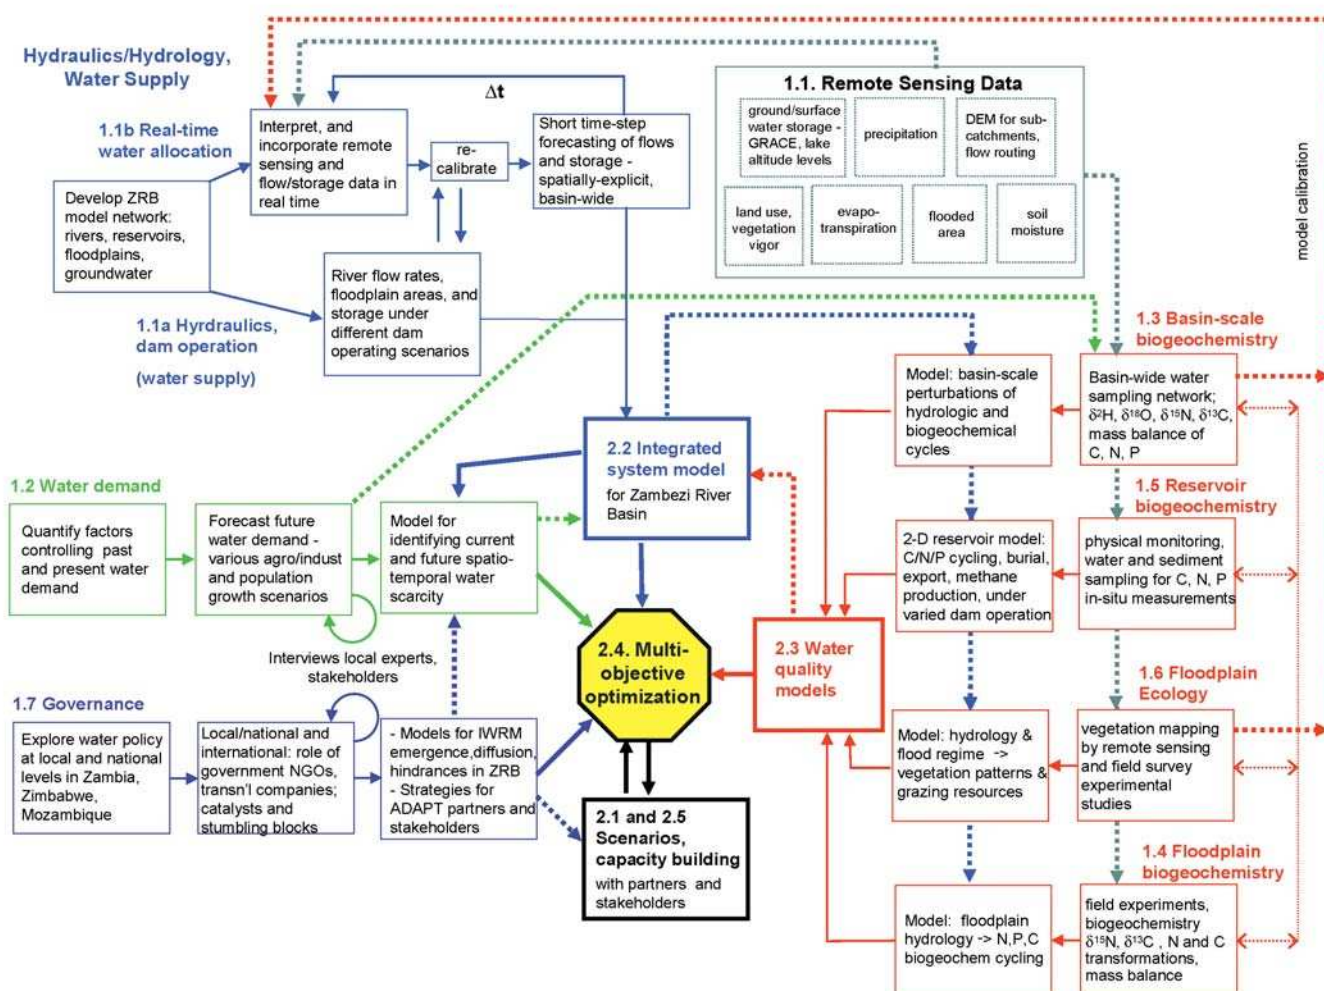 Hydraulics/Hydrology,
Water Supply
1.1b Real-time
water allocation
Develop ZRB
model network:
rivers, reservoirs,
floodplains,
groundwater
Interpret, and
incorporate remote
sensing and
flow/storage data in
real time
re-
calibrate
Δt
Short time-step
forecasting of flows
and storage -
spatially-explicit,
basin-wide
River flow rates,
floodplain areas, and
storage under
different dam
operating scenarios
1.1a Hyrdraulics,
dam operation
(water supply)
1.1. Remote Sensing Data
ground/surface
water storage -
GRACE, lake
altitude levels
precipitation
DEM for sub-
catchments,
flow routing
land use,
vegetation
vigor
evapo-
transpiration
flooded
area
soil
moisture
model calibration
1.3 Basin-scale
biogeochemistry
Model: basin-scale
perturbations of
hydrologic and
biogeochemical
cycles
Basin-wide water
sampling network;
δ²H, δ¹⁸O, δ¹⁵N, δ¹³C,
mass balance of
C, N, P
2.2 Integrated
system model
for Zambezi River
Basin
1.2 Water demand
Quantify factors
controlling past
and present water
demand
Forecast future
water demand -
various agro/indust
and population
growth scenarios
Model for
identifying current
and future spatio-
temporal water
scarcity
Interviews local experts,
stakeholders
1.5 Reservoir
biogeochemistry
2-D reservoir model:
C/N/P cycling, burial,
export, methane
production, under
varied dam operation
physical monitoring,
water and sediment
sampling for C, N, P
in-situ measurements
2.4. Multi-
objective
optimization
2.3 Water
quality
models
1.7 Governance
Explore water policy
at local and national
levels in Zambia,
Zimbabwe,
Mozambique
Local/national and
international: role of
government NGOs,
transn'l companies;
catalysts and
stumbling blocks
- Models for IWRM
emergence,diffusion,
hindrances in ZRB
- Strategies for
ADAPT partners and
stakeholders
2.1 and 2.5
Scenarios,
capacity building
with partners and
stakeholders
1.6 Floodplain
Ecology
Model: hydrology &
flood regime ->
vegetation patterns &
grazing resources
vegetation mapping
by remote sensing
and field survey
experimental
studies
1.4 Floodplain
biogeochemistry
Model: floodplain
hydrology -> N,P,C
biogeochem cycling
field experiments,
biogeochemistry
δ¹⁵N, δ¹³C , N and C
transformations,
mass balance